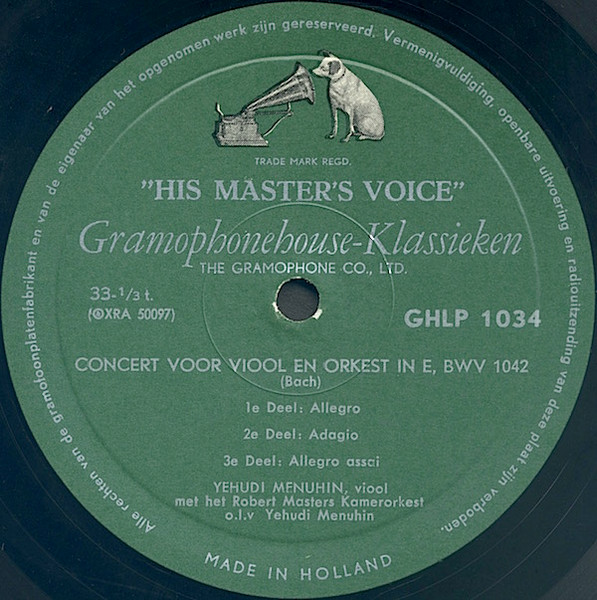 Alle rechten van de gramofoonplatenfabrikant en van de eigenaar van het opgenomen werk zijn gereserveerd. Vermenigvuldiging, openbare uitvoering en radiouitzending van deze plaat zijn verboden.
TRADE MARK REGD.
"HIS MASTER'S VOICE"
Gramophonehouse-Klassieken
THE GRAMOPHONE CO., LTD.
33-1/3 t.
(℗XRA 50097)
GHLP 1034
CONCERT VOOR VIOOL EN ORKEST IN E, BWV 1042
(Bach)
1e Deel: Allegro
2e Deel: Adagio
3e Deel: Allegro assai
YEHUDI MENUHIN, viool
met het Robert Masters Kamerorkest
o.l.v Yehudi Menuhin
MADE IN HOLLAND